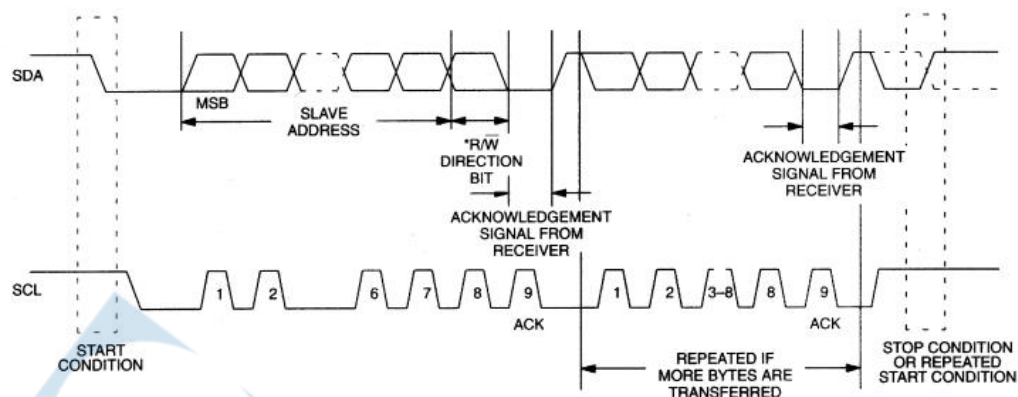 SDA
MSB
SLAVE
ADDRESS
*R/W̅
DIRECTION
BIT
ACKNOWLEDGEMENT
SIGNAL FROM
RECEIVER
ACKNOWLEDGEMENT
SIGNAL FROM
RECEIVER
SCL
1 2 6 7 8 9 1 2 3–8 8 9
ACK ACK
START
CONDITION
REPEATED IF
MORE BYTES ARE
TRANSFERRED
STOP CONDITION
OR REPEATED
START CONDITION